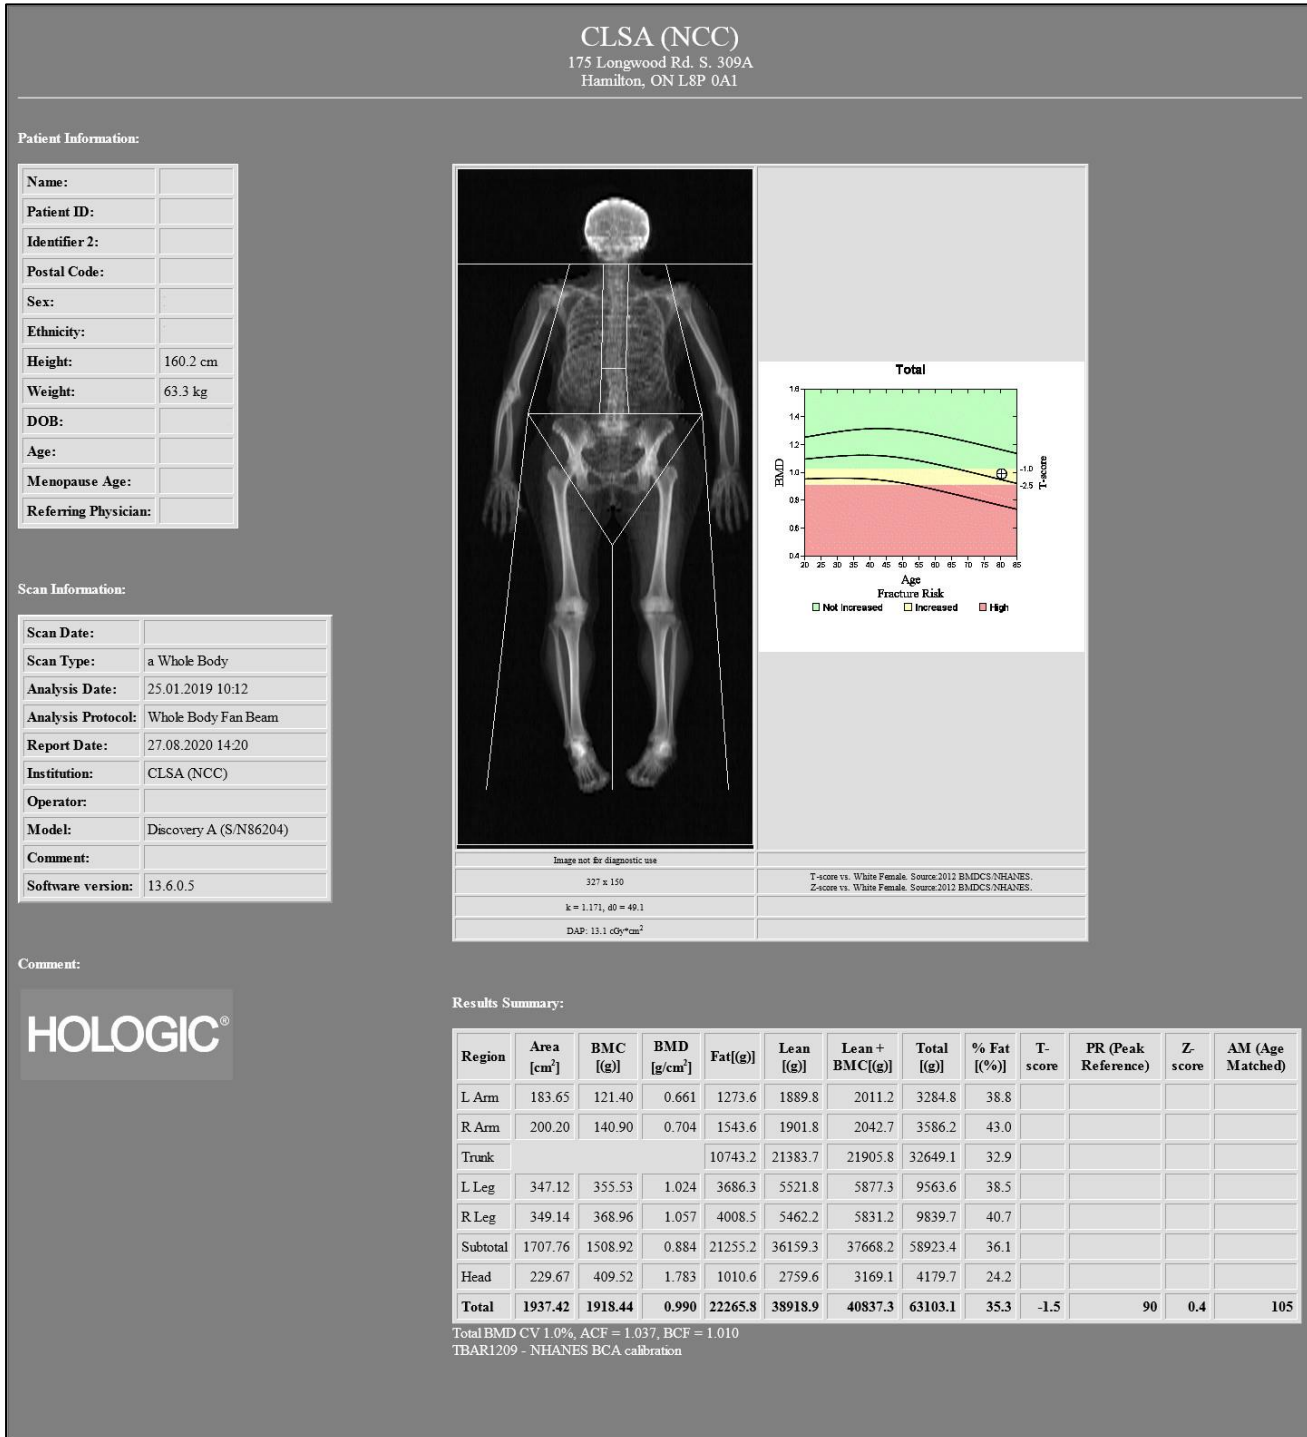 CLSA (NCC)
175 Longwood Rd. S. 309A
Hamilton, ON L8P 0A1
Patient Information:
Name:
Patient ID:
Identifier 2:
Postal Code:
Sex:
Ethnicity:
Height: 160.2 cm
Weight: 63.3 kg
DOB:
Age:
Menopause Age:
Referring Physician:
Scan Information:
Scan Date:
Scan Type: a Whole Body
Analysis Date: 25.01.2019 10:12
Analysis Protocol: Whole Body Fan Beam
Report Date: 27.08.2020 14:20
Institution: CLSA (NCC)
Operator:
Model: Discovery A (S/N86204)
Comment:
Software version: 13.6.0.5
Comment:
HOLOGIC®
Total
1.6
1.4
1.2
1.0
0.8
0.6
0.4
BMD
-1.0
-2.5
T-score
20 25 30 35 40 45 50 55 60 65 70 75 80 85
Age
Fracture Risk
Not Increased Increased High
Image not for diagnostic use
327 x 150
T-score vs. White Female. Source:2012 BMDCS/NHANES.
Z-score vs. White Female. Source:2012 BMDCS/NHANES.
k = 1.171, d0 = 49.1
DAP: 13.1 cGy*cm²
Results Summary:
Region Area [cm²] BMC [(g)] BMD [g/cm²] Fat[(g)] Lean [(g)] Lean + BMC[(g)] Total [(g)] % Fat [(%)] T-score PR (Peak Reference) Z-score AM (Age Matched)
L Arm 183.65 121.40 0.661 1273.6 1889.8 2011.2 3284.8 38.8
R Arm 200.20 140.90 0.704 1543.6 1901.8 2042.7 3586.2 43.0
Trunk 10743.2 21383.7 21905.8 32649.1 32.9
L Leg 347.12 355.53 1.024 3686.3 5521.8 5877.3 9563.6 38.5
R Leg 349.14 368.96 1.057 4008.5 5462.2 5831.2 9839.7 40.7
Subtotal 1707.76 1508.92 0.884 21255.2 36159.3 37668.2 58923.4 36.1
Head 229.67 409.52 1.783 1010.6 2759.6 3169.1 4179.7 24.2
Total 1937.42 1918.44 0.990 22265.8 38918.9 40837.3 63103.1 35.3 -1.5 90 0.4 105
Total BMD CV 1.0%, ACF = 1.037, BCF = 1.010
TBAR1209 - NHANES BCA calibration